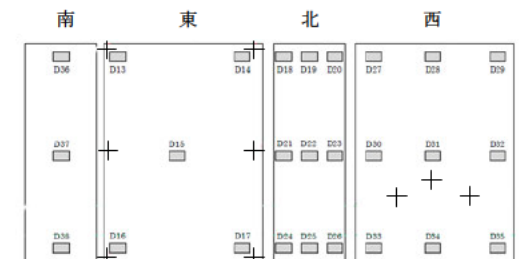 南 東 北 西
D36 D13 D14 D18 D19 D20 D27 D28 D29
D37 D15 D21 D22 D23 D30 D31 D32
D38 D16 D17 D24 D25 D26 D33 D34 D35